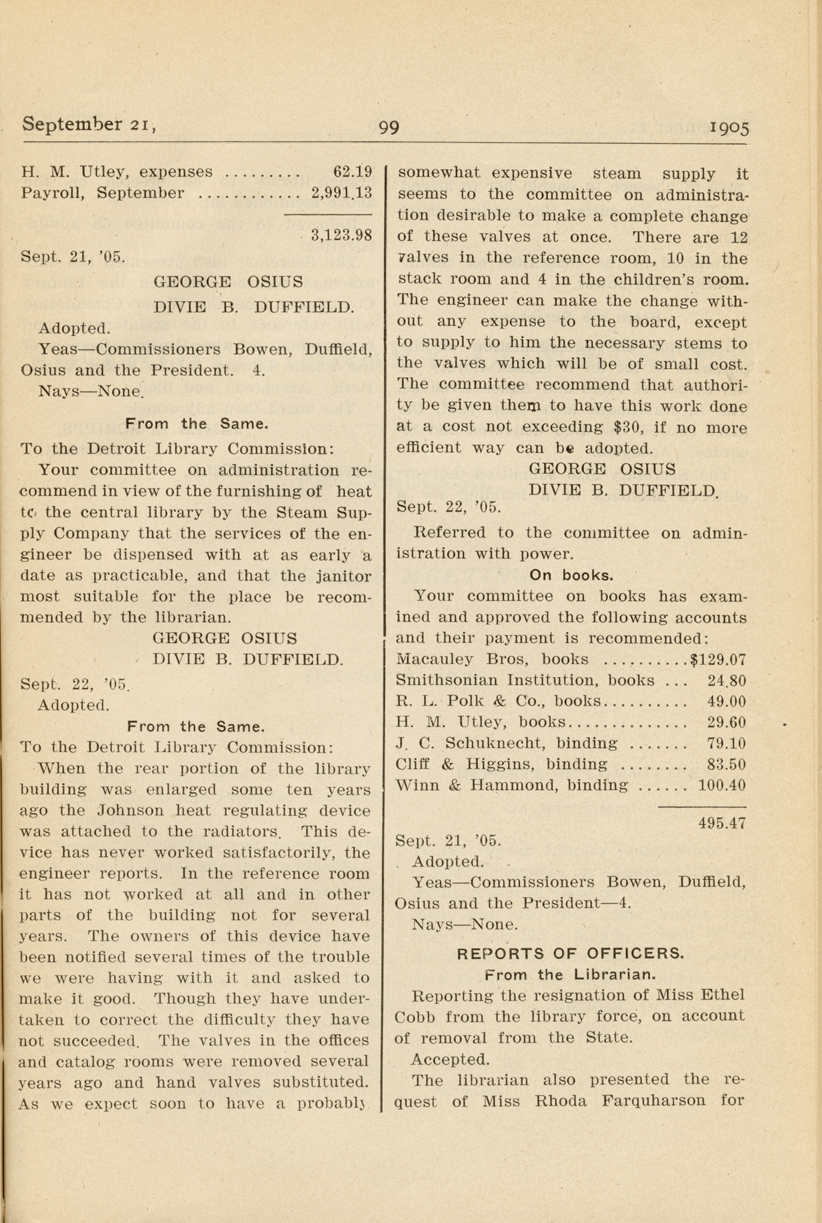 September 21, 99 1905
H. M. Utley, expenses ......... 62.19
Payroll, September ............ 2,991.13
3,123.98
Sept. 21, '05.
GEORGE OSIUS
DIVIE B. DUFFIELD.
Adopted.
Yeas—Commissioners Bowen, Duffield,
Osius and the President. 4.
Nays—None.
From the Same.
To the Detroit Library Commission:
Your committee on administration re-
commend in view of the furnishing of heat
to the central library by the Steam Sup-
ply Company that the services of the en-
gineer be dispensed with at as early a
date as practicable, and that the janitor
most suitable for the place be recom-
mended by the librarian.
GEORGE OSIUS
DIVIE B. DUFFIELD.
Sept. 22, '05.
Adopted.
From the Same.
To the Detroit Library Commission:
When the rear portion of the library
building was enlarged some ten years
ago the Johnson heat regulating device
was attached to the radiators. This de-
vice has never worked satisfactorily, the
engineer reports. In the reference room
it has not worked at all and in other
parts of the building not for several
years. The owners of this device have
been notified several times of the trouble
we were having with it and asked to
make it good. Though they have under-
taken to correct the difficulty they have
not succeeded. The valves in the offices
and catalog rooms were removed several
years ago and hand valves substituted.
As we expect soon to have a probably
somewhat expensive steam supply it
seems to the committee on administra-
tion desirable to make a complete change
of these valves at once. There are 12
valves in the reference room, 10 in the
stack room and 4 in the children's room.
The engineer can make the change with-
out any expense to the board, except
to supply to him the necessary stems to
the valves which will be of small cost.
The committee recommend that authori-
ty be given them to have this work done
at a cost not exceeding $30, if no more
efficient way can be adopted.
GEORGE OSIUS
DIVIE B. DUFFIELD.
Sept. 22, '05.
Referred to the committee on admin-
istration with power.
On books.
Your committee on books has exam-
ined and approved the following accounts
and their payment is recommended:
Macauley Bros, books ..........$129.07
Smithsonian Institution, books ... 24.80
R. L. Polk & Co., books.......... 49.00
H. M. Utley, books.............. 29.60
J. C. Schuknecht, binding ....... 79.10
Cliff & Higgins, binding ........ 83.50
Winn & Hammond, binding ...... 100.40
495.47
Sept. 21, '05.
Adopted.
Yeas—Commissioners Bowen, Duffield,
Osius and the President—4.
Nays—None.
REPORTS OF OFFICERS.
From the Librarian.
Reporting the resignation of Miss Ethel
Cobb from the library force, on account
of removal from the State.
Accepted.
The librarian also presented the re-
quest of Miss Rhoda Farquharson for